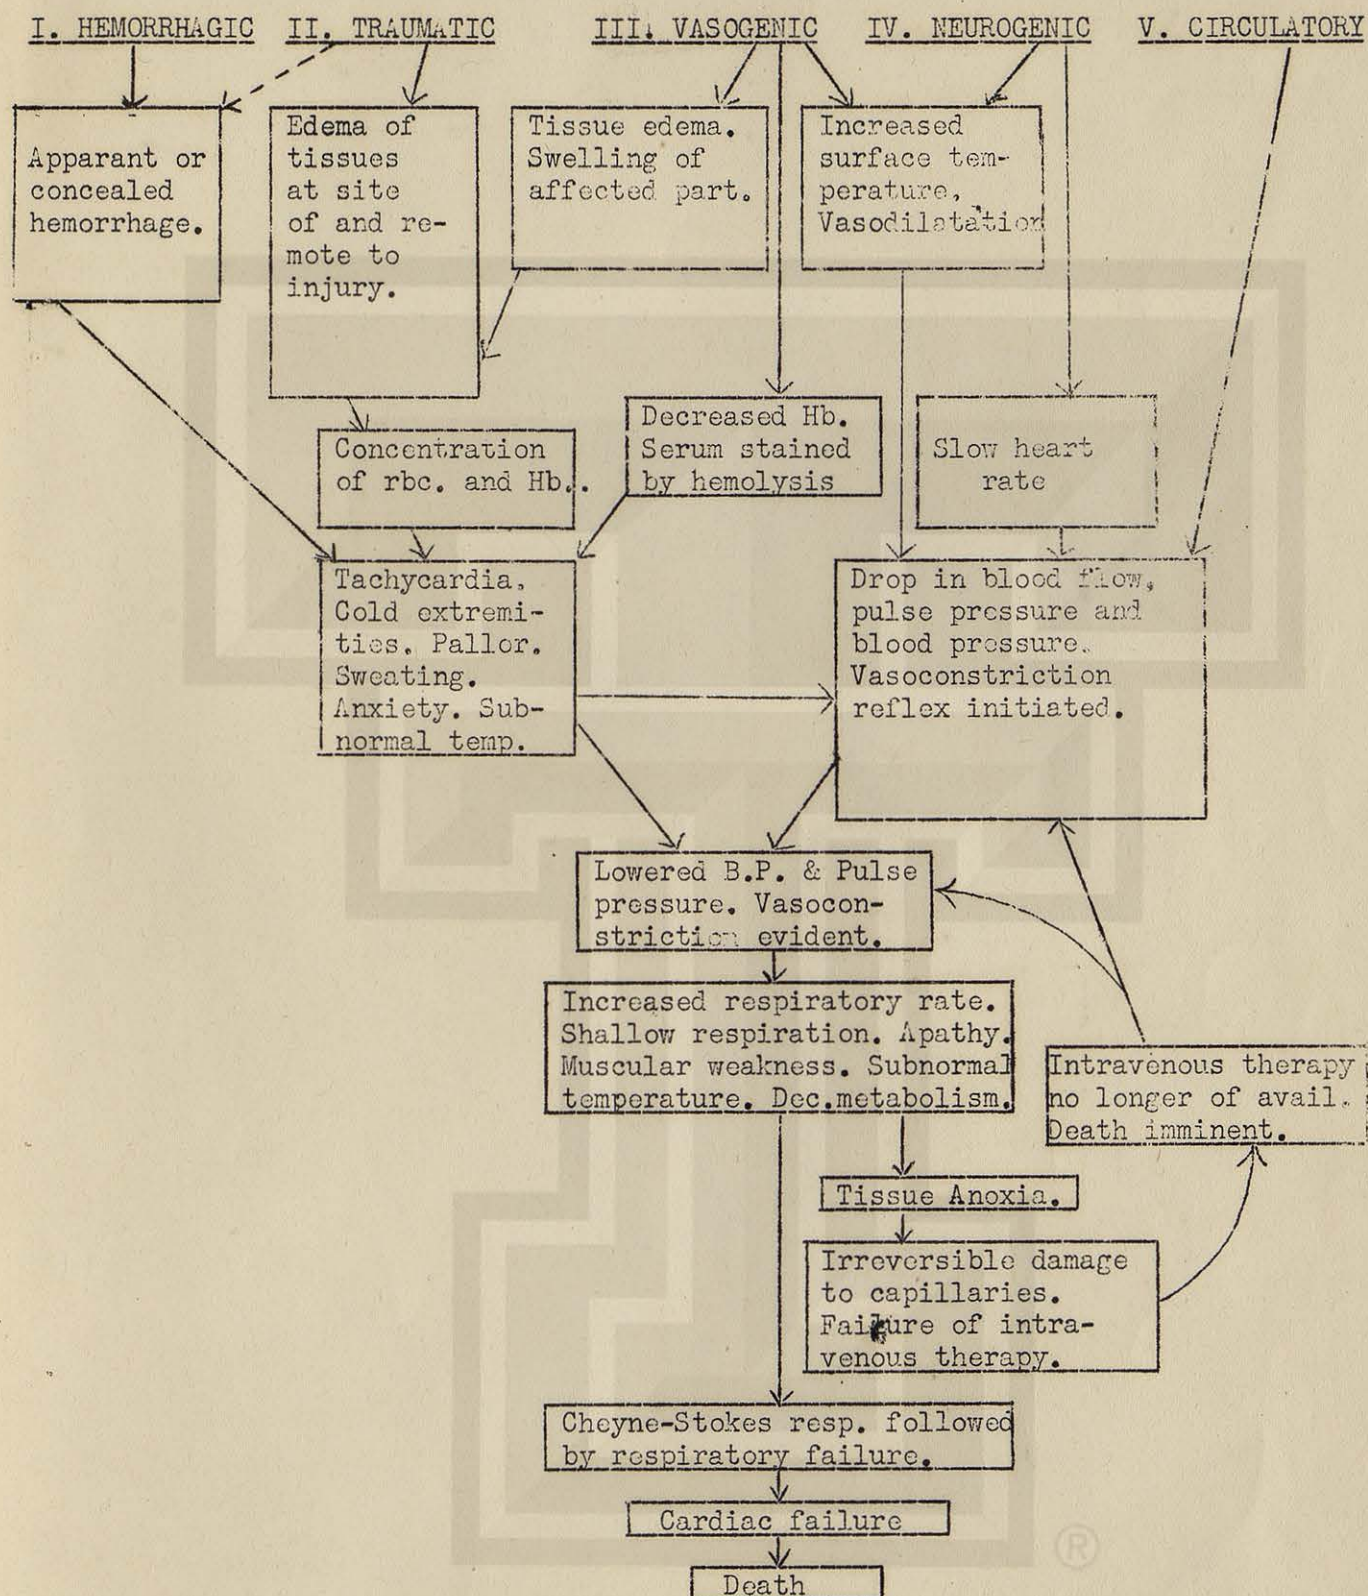 I. HEMORRHAGIC II. TRAUMATIC III. VASOGENIC IV. NEUROGENIC V. CIRCULATORY
Apparant or
concealed
hemorrhage.
Edema of
tissues
at site
of and re-
mote to
injury.
Tissue edema.
Swelling of
affected part.
Increased
surface tem-
perature,
Vasodilatation
Concentration
of rbc. and Hb..
Decreased Hb.
Serum stained
by hemolysis
Slow heart
rate
Tachycardia.
Cold extremi-
ties. Pallor.
Sweating.
Anxiety. Sub-
normal temp.
Drop in blood flow,
pulse pressure and
blood pressure.
Vasoconstriction
reflex initiated.
Lowered B.P. & Pulse
pressure. Vasocon-
striction evident.
Increased respiratory rate.
Shallow respiration. Apathy.
Muscular weakness. Subnormal
temperature. Dec.metabolism.
Intravenous therapy
no longer of avail.
Death imminent.
Tissue Anoxia.
Irreversible damage
to capillaries.
Failure of intra-
venous therapy.
Cheyne-Stokes resp. followed
by respiratory failure.
Cardiac failure
®
Death